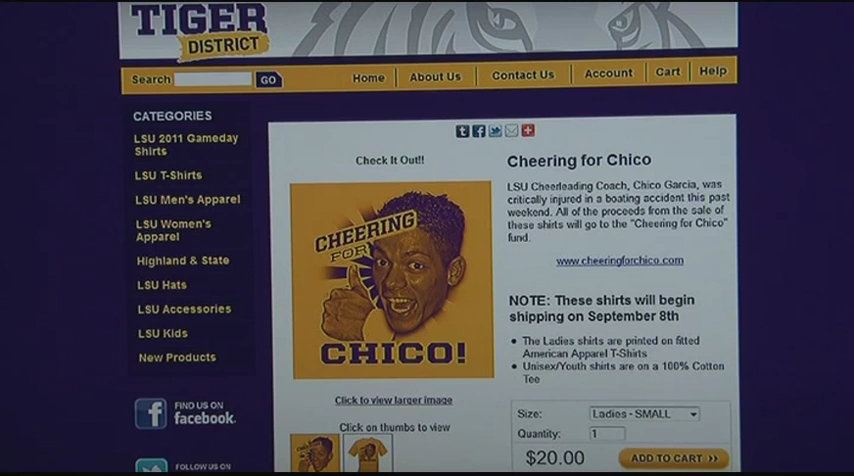 TIGER
DISTRICT
Search
GO
Home
About Us
Contact Us
Account
Cart
Help
CATEGORIES
LSU 2011 Gameday
Shirts
LSU T-Shirts
LSU Men's Apparel
LSU Women's
Apparel
Highland & State
LSU Hats
LSU Accessories
LSU Kids
New Products
FIND US ON
facebook.
FOLLOW US ON
Check It Out!!
CHEERING
FOR
CHICO!
Click to view larger image
Click on thumbs to view
Cheering for Chico
LSU Cheerleading Coach, Chico Garcia, was
critically injured in a boating accident this past
weekend. All of the proceeds from the sale of
these shirts will go to the "Cheering for Chico"
fund.
www.cheeringforchico.com
NOTE: These shirts will begin
shipping on September 8th
The Ladies shirts are printed on fitted
American Apparel T-Shirts
Unisex/Youth shirts are on a 100% Cotton
Tee
Size:
Ladies - SMALL
Quantity:
1
$20.00
ADD TO CART >>